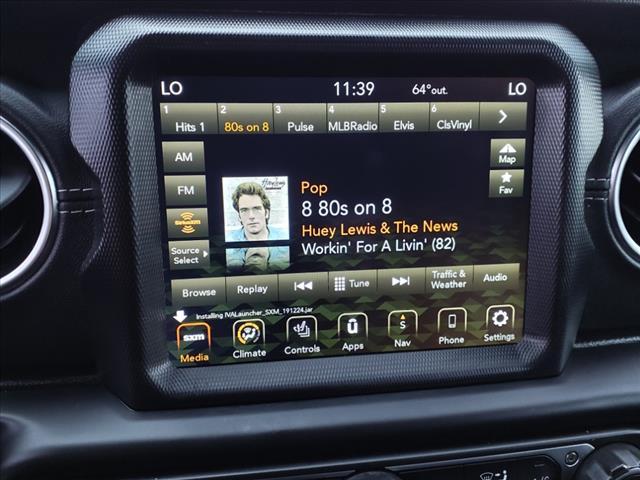 LO 11:39 64° out. LO
1 2 3 4 5 6
Hits 1 80s on 8 Pulse MLBRadio Elvis ClsVinyl
AM
Map
FM
Fav
Pop
8 80s on 8
SiriusXM
Huey Lewis & The News
Source Select
Workin' For A Livin' (82)
Browse Replay Tune Traffic & Weather Audio
Installing IVALauncher_SXM_191224.jar
sxm
Media Climate Controls Apps Nav Phone Settings